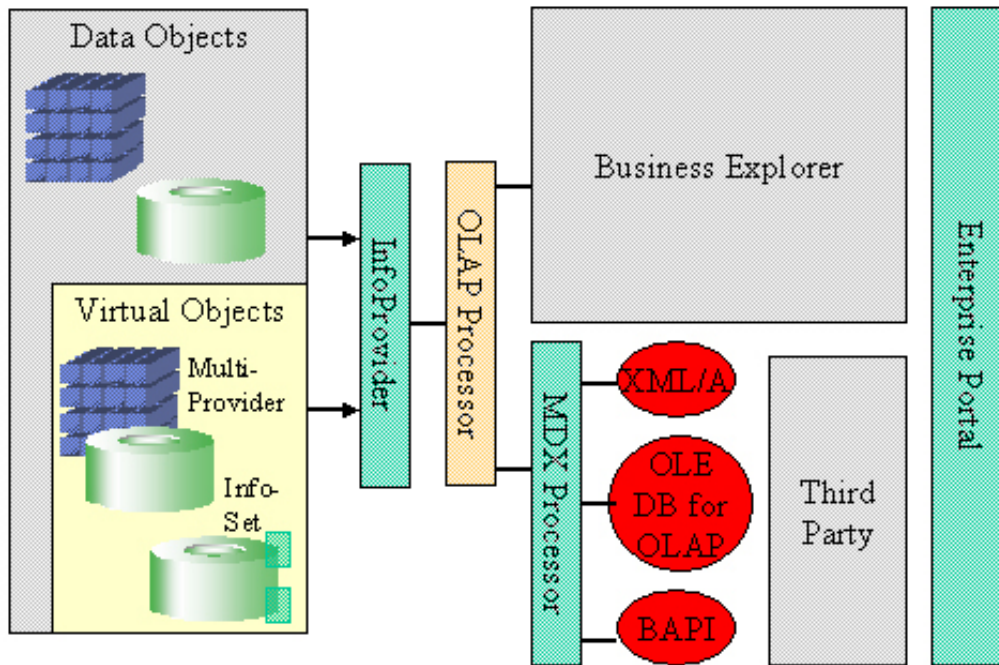 Data Objects
Virtual Objects
Multi-
Provider
Info-
Set
InfoProvider
OLAP Processor
Business Explorer
MDX Processor
XML/A
OLE
DB for
OLAP
BAPI
Third
Party
Enterprise Portal